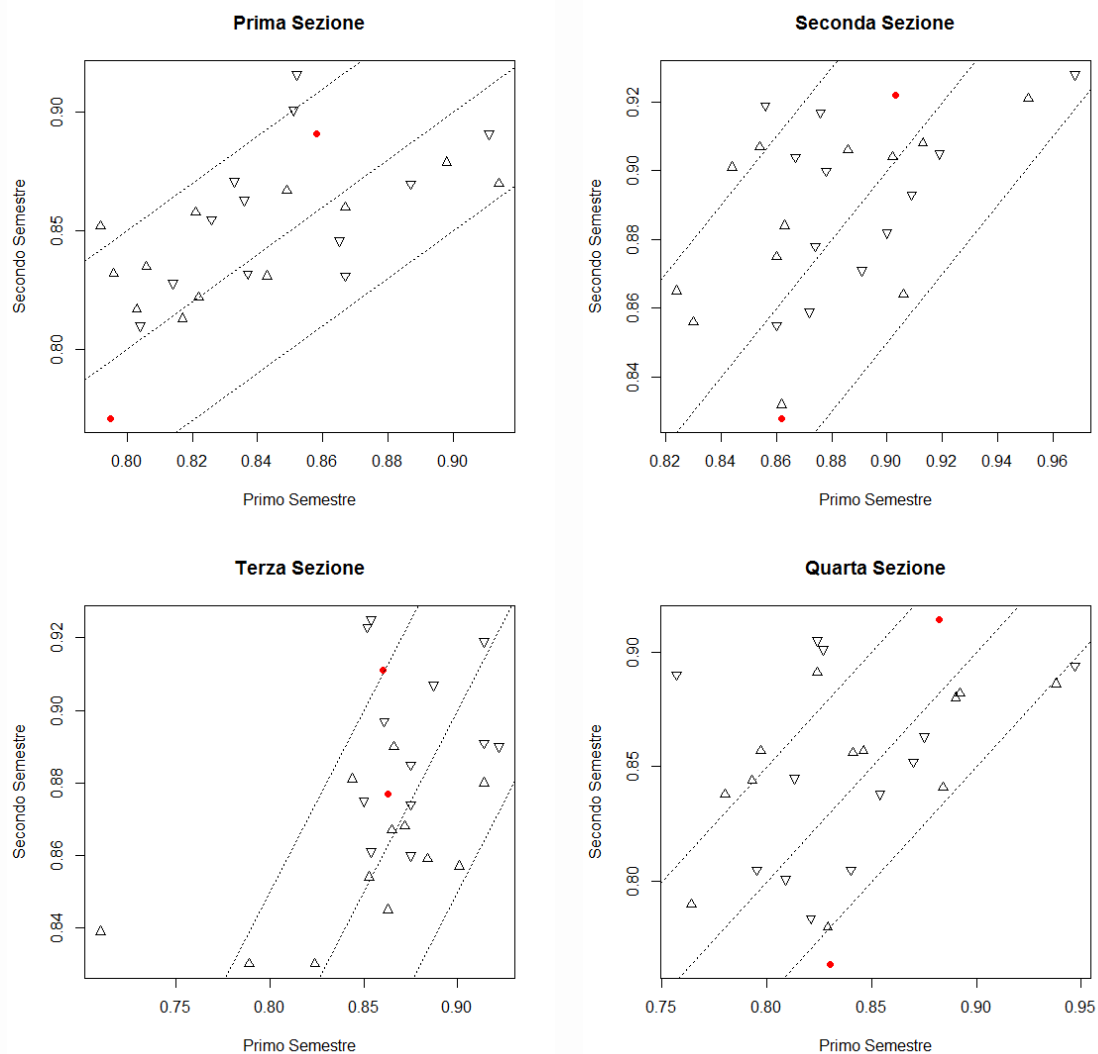 Prima Sezione
Secondo Semestre
0.90
0.85
0.80
0.80 0.82 0.84 0.86 0.88 0.90
Primo Semestre
Seconda Sezione
Secondo Semestre
0.92
0.90
0.88
0.86
0.84
0.82 0.84 0.86 0.88 0.90 0.92 0.94 0.96
Primo Semestre
Terza Sezione
Secondo Semestre
0.92
0.90
0.88
0.86
0.84
0.75 0.80 0.85 0.90
Primo Semestre
Quarta Sezione
Secondo Semestre
0.90
0.85
0.80
0.75 0.80 0.85 0.90 0.95
Primo Semestre